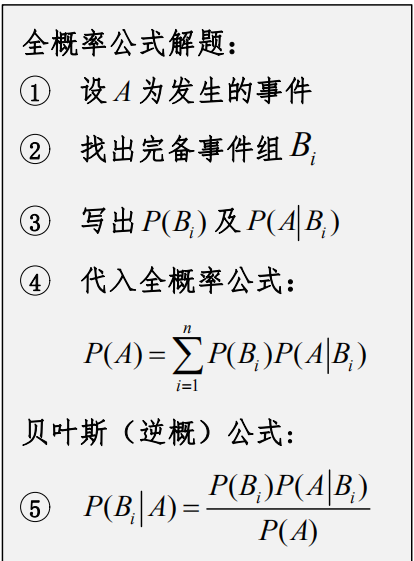 全概率公式解题：
① 设 A 为发生的事件
② 找出完备事件组 B_i
③ 写出 P(B_i) 及 P(A|B_i)
④ 代入全概率公式：
P(A) = \sum_{i=1}^{n} P(B_i)P(A|B_i)
贝叶斯（逆概）公式:
⑤ P(B_i|A) = \frac{P(B_i)P(A|B_i)}{P(A)}